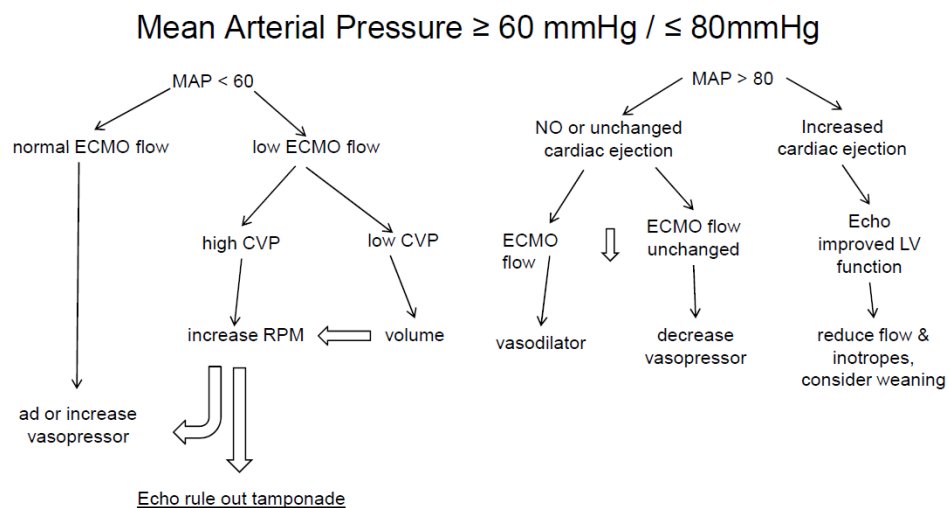 Mean Arterial Pressure ≥ 60 mmHg / ≤ 80mmHg
MAP < 60
normal ECMO flow
low ECMO flow
high CVP
low CVP
increase RPM
volume
ad or increase
vasopressor
Echo rule out tamponade
MAP > 80
NO or unchanged
cardiac ejection
Increased
cardiac ejection
ECMO
flow
ECMO flow
unchanged
Echo
improved LV
function
vasodilator
decrease
vasopressor
reduce flow &
inotropes,
consider weaning